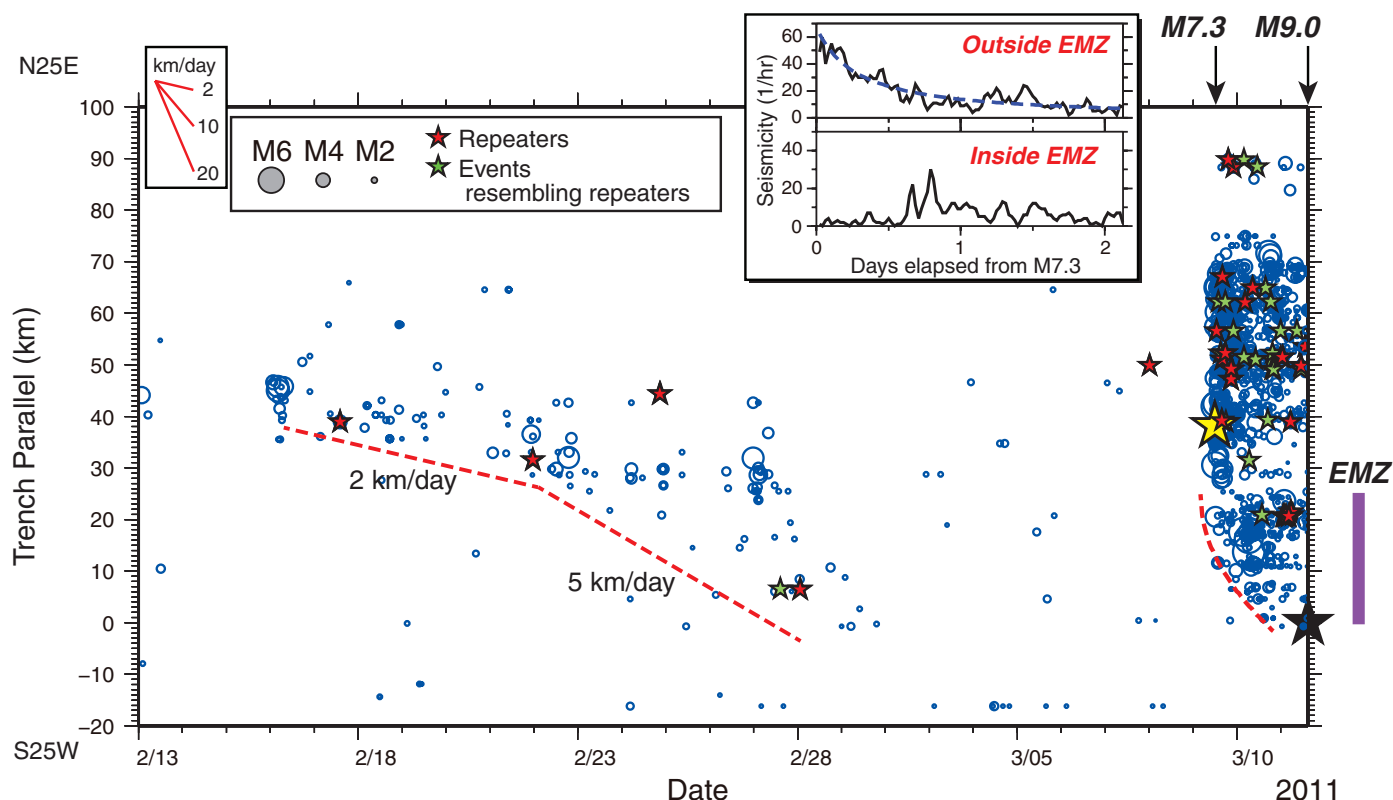 M7.3 M9.0
N25E
km/day
2
10
20
M6 M4 M2
Repeaters
Events
resembling repeaters
Outside EMZ
Inside EMZ
Seismicity (1/hr)
60
40
20
0
40
20
0
0 1 2
Days elapsed from M7.3
Trench Parallel (km)
100
90
80
70
60
50
40
30
20
10
0
−10
−20
2 km/day
5 km/day
EMZ
S25W
2/13 2/18 2/23 2/28 3/05 3/10
Date
2011